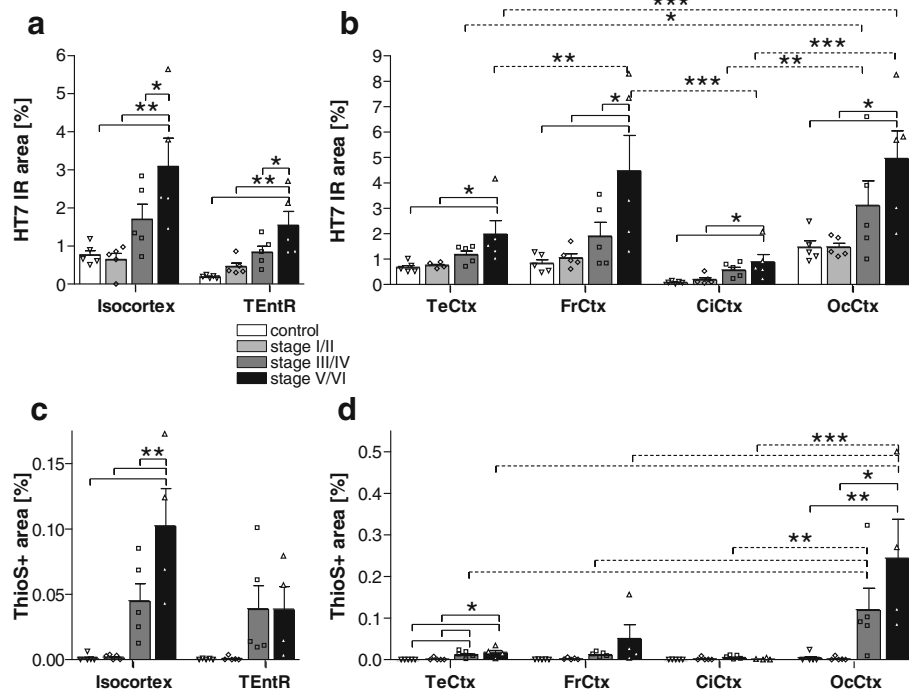 a
HT7 IR area [%]
6
5
4
3
2
1
0
*
**
*
**
Isocortex
TEntR
b
HT7 IR area [%]
9
8
7
6
5
4
3
2
1
0
***
*
***
**
**
***
*
*
*
*
TeCtx
FrCtx
CiCtx
OcCtx
control
stage I/II
stage III/IV
stage V/VI
c
ThioS+ area [%]
0.15
0.10
0.05
0.00
**
Isocortex
TEntR
d
ThioS+ area [%]
0.5
0.4
0.3
0.2
0.1
0.0
***
*
**
**
*
TeCtx
FrCtx
CiCtx
OcCtx